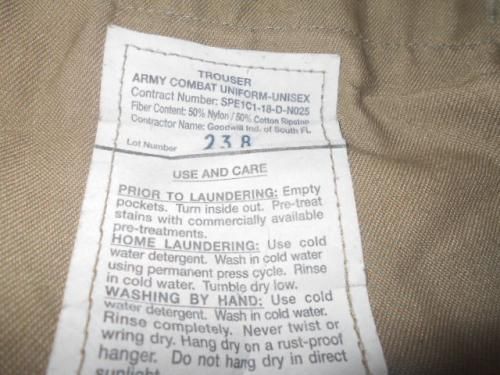 TROUSER
ARMY COMBAT UNIFORM-UNISEX
Contract Number: SPE1C1-18-D-N025
Fiber Content: 50% Nylon / 50% Cotton Ripstop
Contractor Name: Goodwill Ind. of South FL
Lot Number 238
USE AND CARE
PRIOR TO LAUNDERING: Empty
pockets. Turn inside out. Pre-treat
stains with commercially available
pre-treatments.
HOME LAUNDERING: Use cold
water detergent. Wash in cold water
using permanent press cycle. Rinse
in cold water. Tumble dry low.
WASHING BY HAND: Use cold
water detergent. Wash in cold water.
Rinse completely. Never twist or
wring dry. Hang dry on a rust-proof
hanger. Do not hang dry in direct
sunlight.